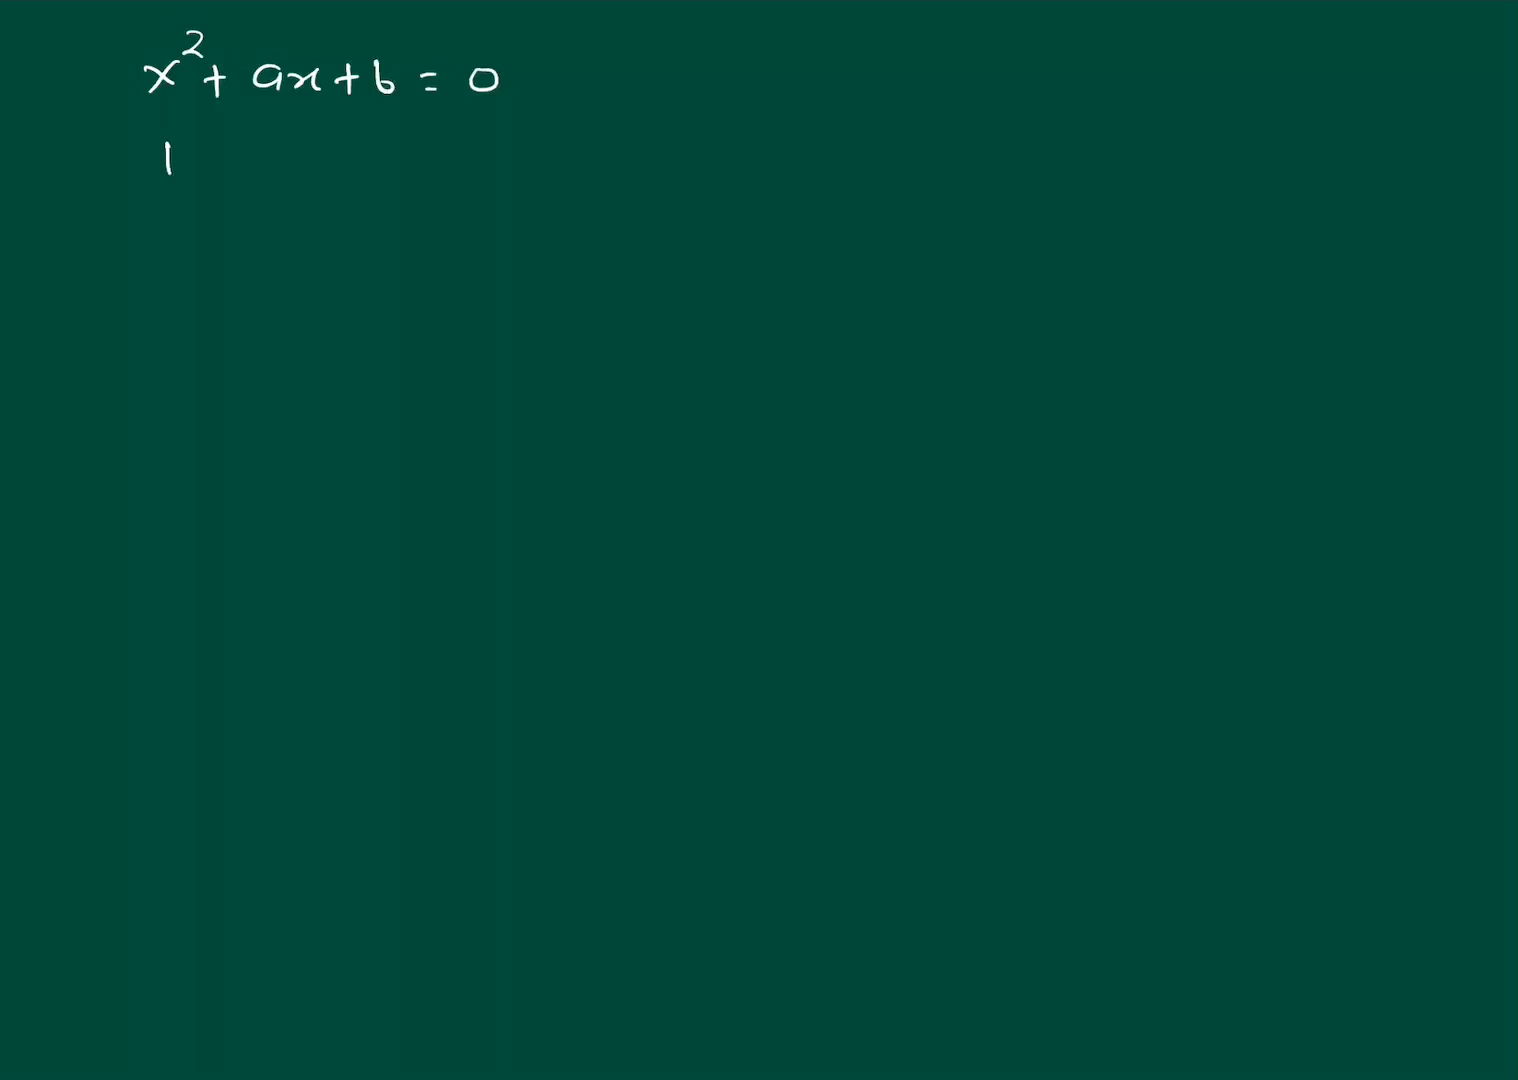 x² + ax + b = 0
1